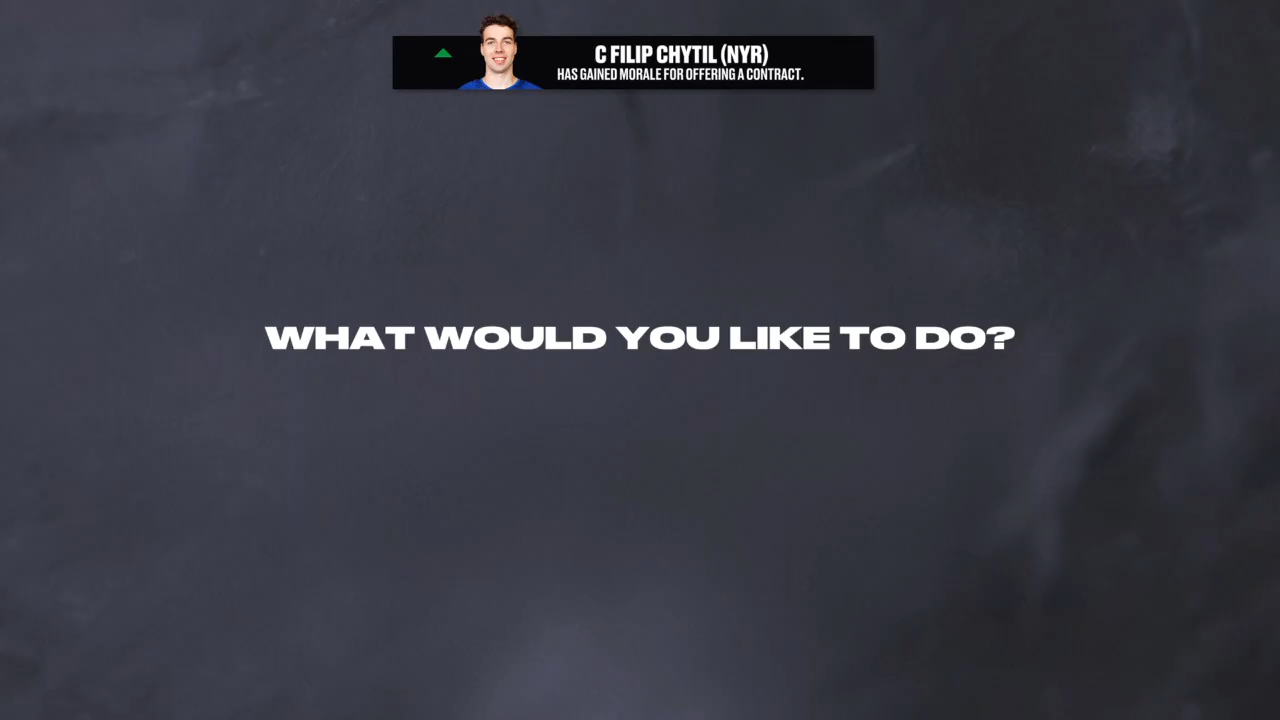 C FILIP CHYTIL (NYR)
HAS GAINED MORALE FOR OFFERING A CONTRACT.
WHAT WOULD YOU LIKE TO DO?